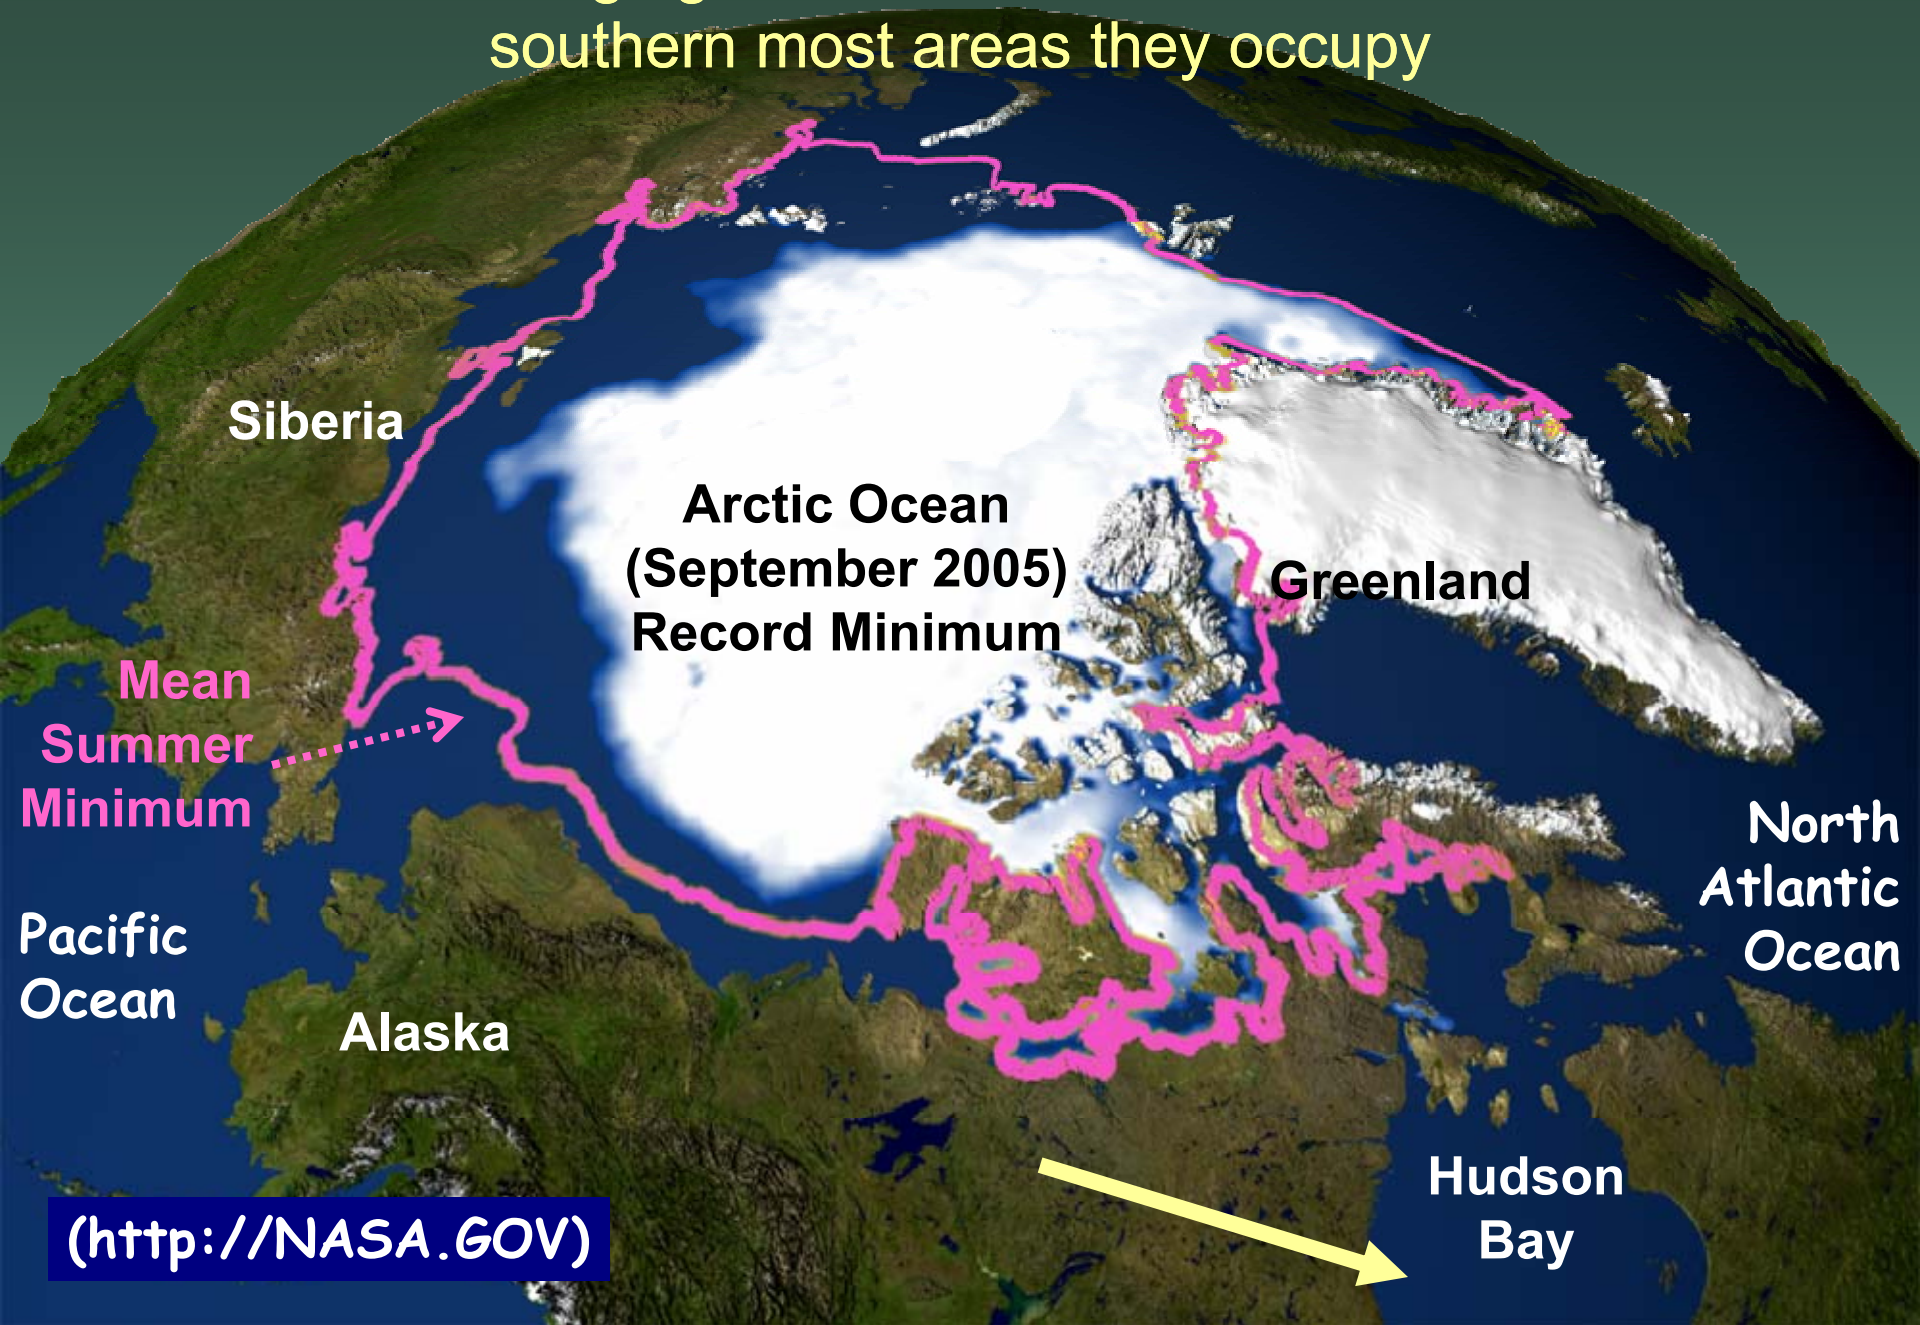 southern most areas they occupy
Siberia
Arctic Ocean
(September 2005)
Record Minimum
Greenland
Mean
Summer
Minimum
North
Atlantic
Ocean
Pacific
Ocean
Alaska
Hudson
Bay
(http://NASA.GOV)